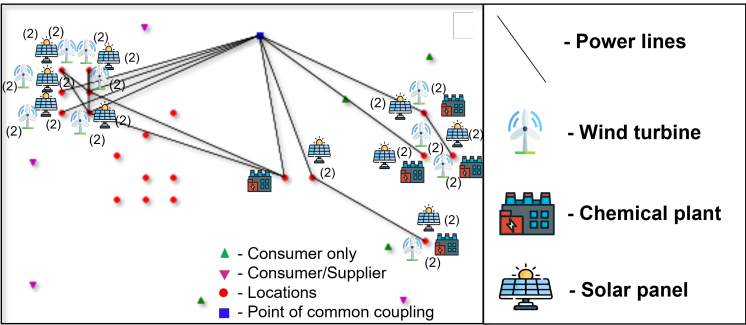 (2) (2) (2)
(2) (2)
(2) (2)
(2) (2)
(2) (2)
(2) (2)
(2) (2)
(2) (2)
(2)
(2)
(2)
- Consumer only
- Consumer/Supplier
- Locations
- Point of common coupling
- Power lines
- Wind turbine
- Chemical plant
- Solar panel